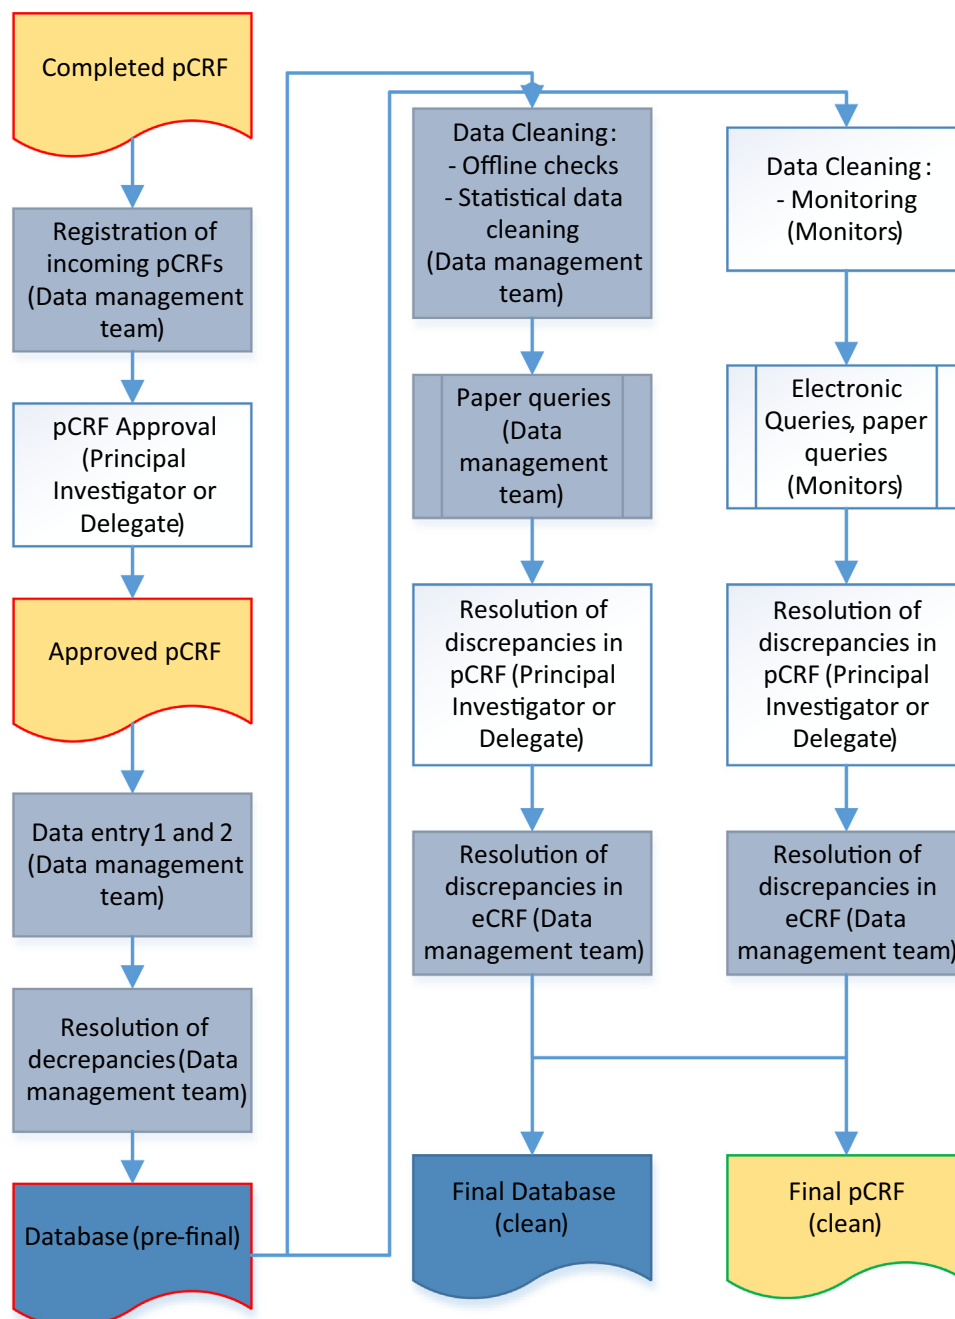 Completed pCRF
Registration of
incoming pCRFs
(Data management
team)
pCRF Approval
(Principal
Investigator or
Delegate)
Approved pCRF
Data entry 1 and 2
(Data management
team)
Resolution of
decrepancies (Data
management team)
Database (pre-final)
Data Cleaning:
- Offline checks
- Statistical data
cleaning
(Data management
team)
Paper queries
(Data
management
team)
Resolution of
discrepancies in
pCRF (Principal
Investigator or
Delegate)
Resolution of
discrepancies in
eCRF (Data
management team)
Final Database
(clean)
Data Cleaning:
- Monitoring
(Monitors)
Electronic
Queries, paper
queries
(Monitors)
Resolution of
discrepancies in
pCRF (Principal
Investigator or
Delegate)
Resolution of
discrepancies in
eCRF (Data
management team)
Final pCRF
(clean)